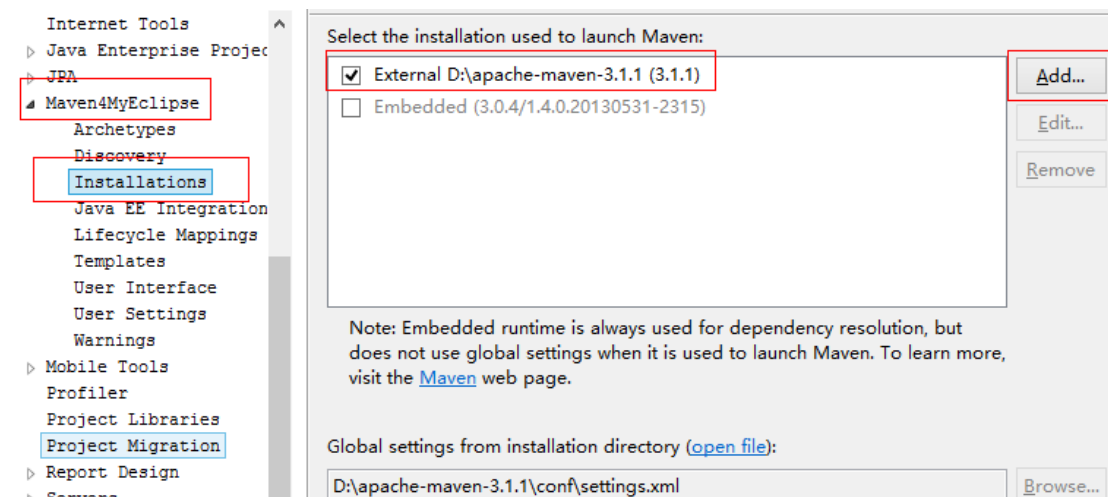 Internet Tools
Java Enterprise Projec
JPA
Maven4MyEclipse
Archetypes
Discovery
Installations
Java EE Integration
Lifecycle Mappings
Templates
User Interface
User Settings
Warnings
Mobile Tools
Profiler
Project Libraries
Project Migration
Report Design
Servers
Select the installation used to launch Maven:
External D:\apache-maven-3.1.1 (3.1.1)
Embedded (3.0.4/1.4.0.20130531-2315)
Add...
Edit...
Remove
Note: Embedded runtime is always used for dependency resolution, but
does not use global settings when it is used to launch Maven. To learn more,
visit the Maven web page.
Global settings from installation directory (open file):
D:\apache-maven-3.1.1\conf\settings.xml
Browse...